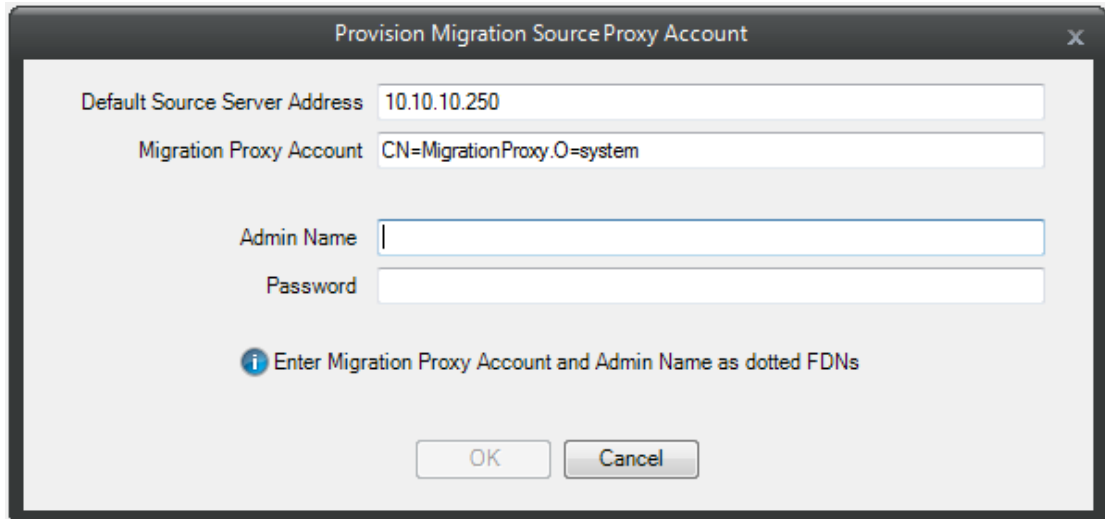 Provision Migration Source Proxy Account
x
Default Source Server Address 10.10.10.250
Migration Proxy Account CN=MigrationProxy.O=system
Admin Name
Password
i Enter Migration Proxy Account and Admin Name as dotted FDNs
OK Cancel